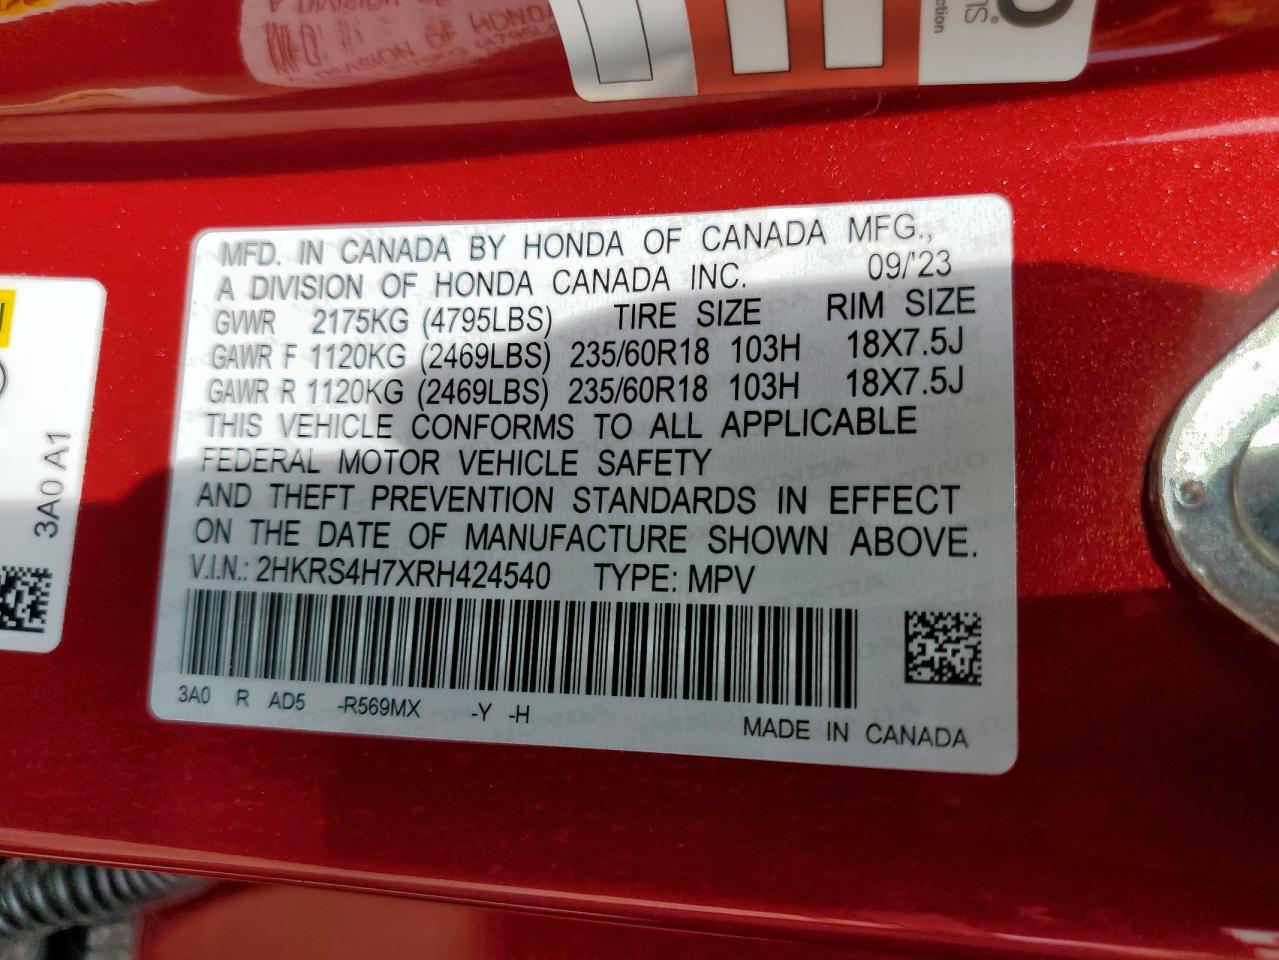 MFD. IN CANADA BY HONDA OF CANADA MFG.,
A DIVISION OF HONDA CANADA INC. 09/'23
GVWR 2175KG (4795LBS) TIRE SIZE RIM SIZE
GAWR F 1120KG (2469LBS) 235/60R18 103H 18X7.5J
GAWR R 1120KG (2469LBS) 235/60R18 103H 18X7.5J
THIS VEHICLE CONFORMS TO ALL APPLICABLE
FEDERAL MOTOR VEHICLE SAFETY
AND THEFT PREVENTION STANDARDS IN EFFECT
ON THE DATE OF MANUFACTURE SHOWN ABOVE.
V.I.N.: 2HKRS4H7XRH424540 TYPE: MPV
3A0 R AD5 -R569MX -Y -H
MADE IN CANADA
3A0 A1